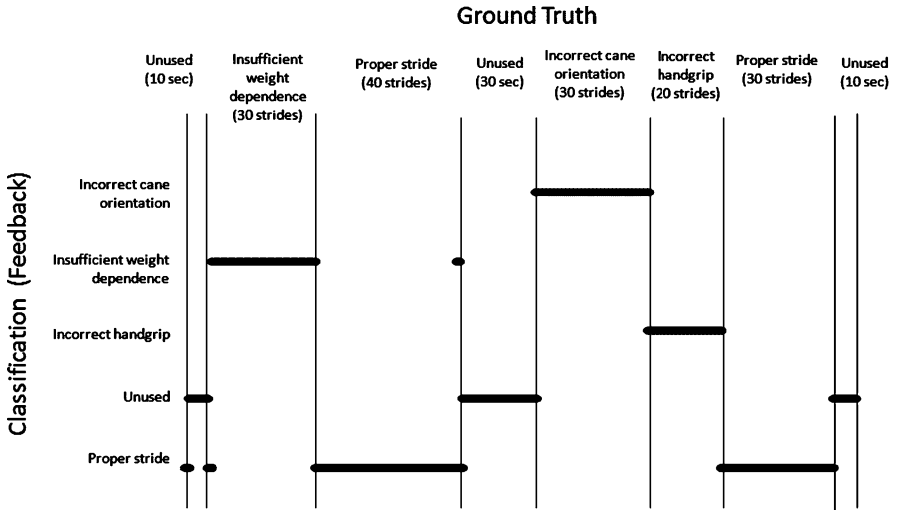 Ground Truth
Unused
(10 sec)
Insufficient
weight
dependence
(30 strides)
Proper stride
(40 strides)
Unused
(30 sec)
Incorrect cane
orientation
(30 strides)
Incorrect
handgrip
(20 strides)
Proper stride
(30 strides)
Unused
(10 sec)
Classification (Feedback)
Incorrect cane
orientation
Insufficient weight
dependence
Incorrect handgrip
Unused
Proper stride